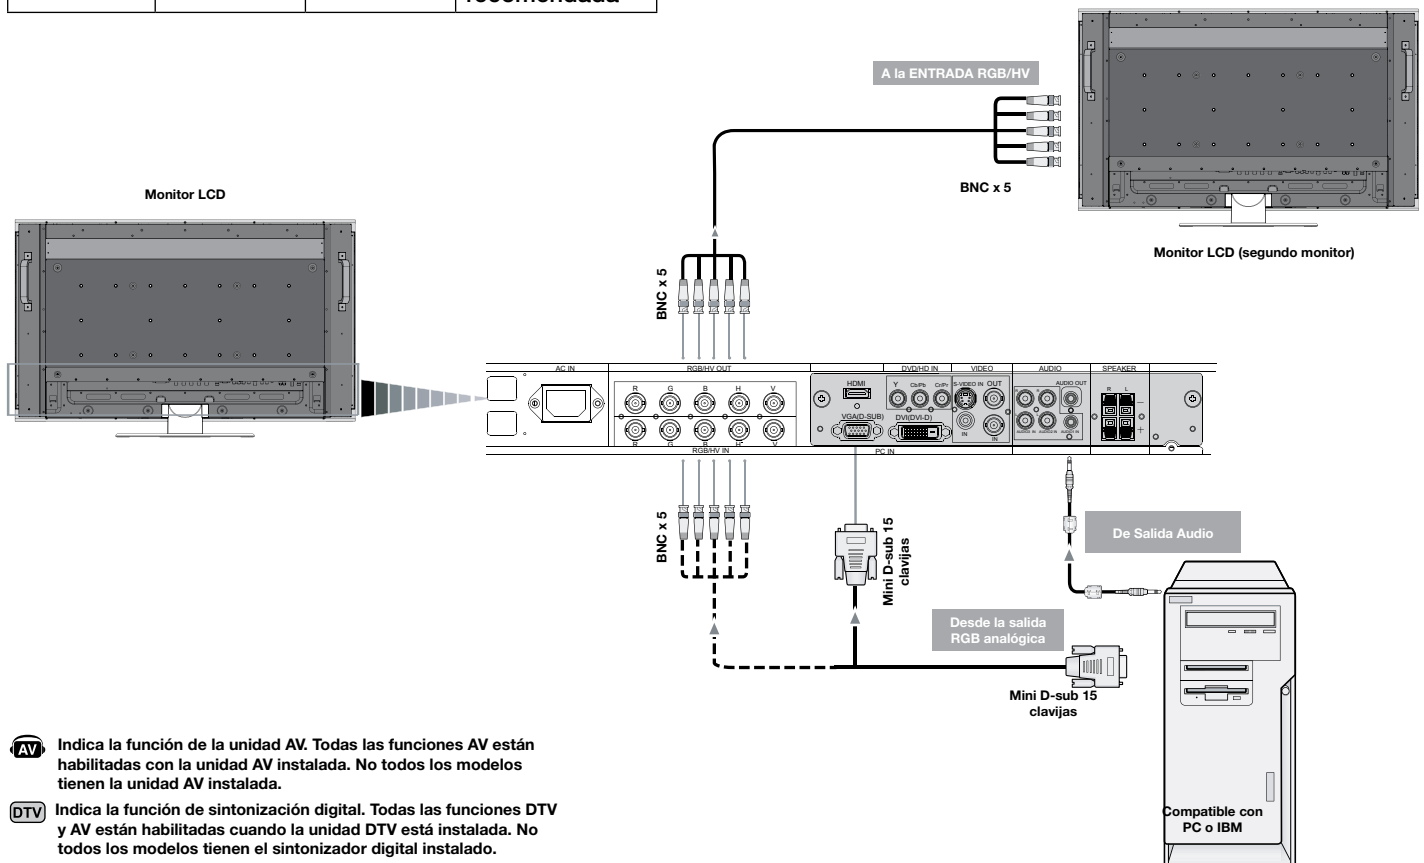 recomendada
A la ENTRADA RGB/HV
BNC x 5
Monitor LCD
Monitor LCD (segundo monitor)
BNC x 5
AC IN
RGB/HV OUT
DVD/HD IN
VIDEO
AUDIO
SPEAKER
R G B H V
HDMI
Y Cb/Pb Cr/Pr
S-VIDEO IN OUT
AUDIO OUT
R L
VGA(D-SUB)
DVI(DVI-D)
IN
IN
AUDIO1 IN
AUDIO2 IN
AUDIO1 IN
R G B H V
RGB/HV IN
PC IN
BNC x 5
Mini D-sub 15
clavijas
De Salida Audio
Desde la salida
RGB analógica
Mini D-sub 15
clavijas
Compatible con
PC o IBM
AV Indica la función de la unidad AV. Todas las funciones AV están
habilitadas con la unidad AV instalada. No todos los modelos
tienen la unidad AV instalada.
DTV Indica la función de sintonización digital. Todas las funciones DTV
y AV están habilitadas cuando la unidad DTV está instalada. No
todos los modelos tienen el sintonizador digital instalado.